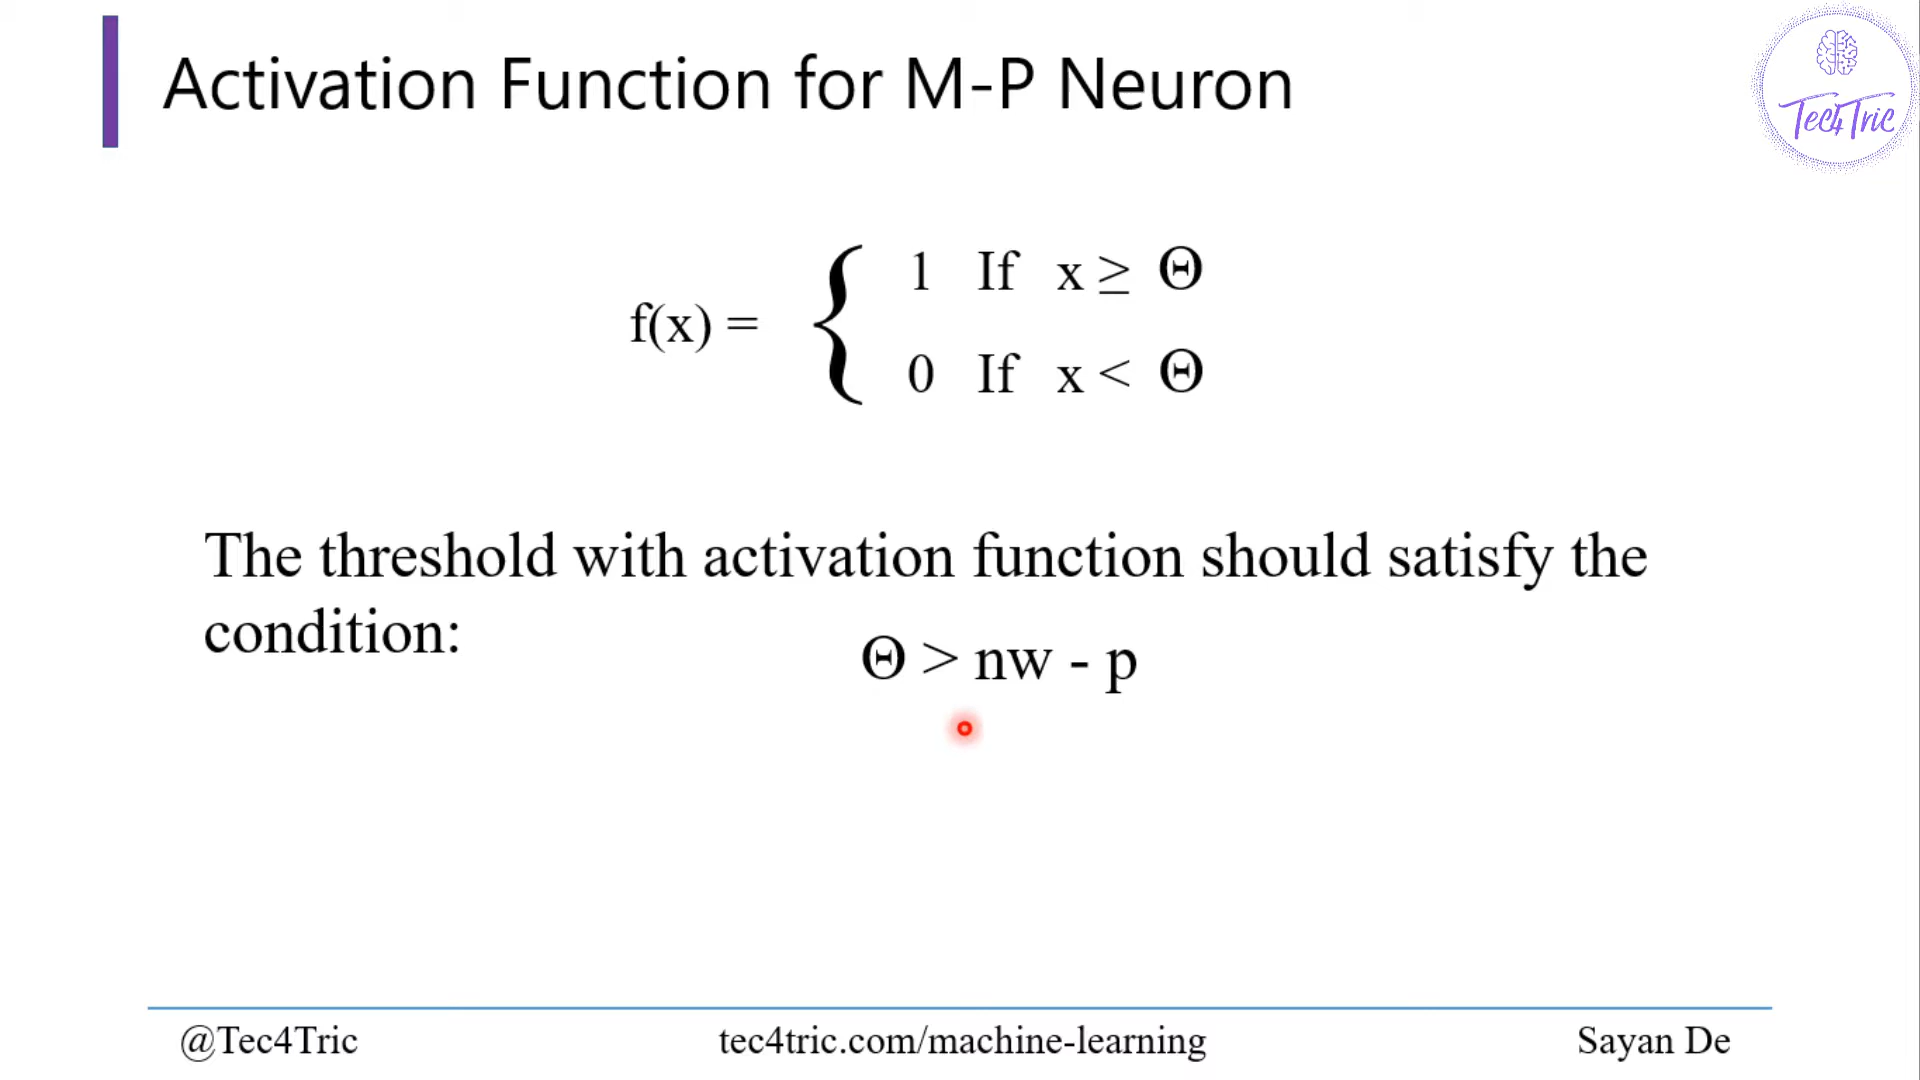 Activation Function for M-P Neuron
Tec4Tric
1 If x ≥ Θ
f(x) = {
0 If x < Θ
The threshold with activation function should satisfy the
condition:
Θ > nw - p
@Tec4Tric tec4tric.com/machine-learning Sayan De